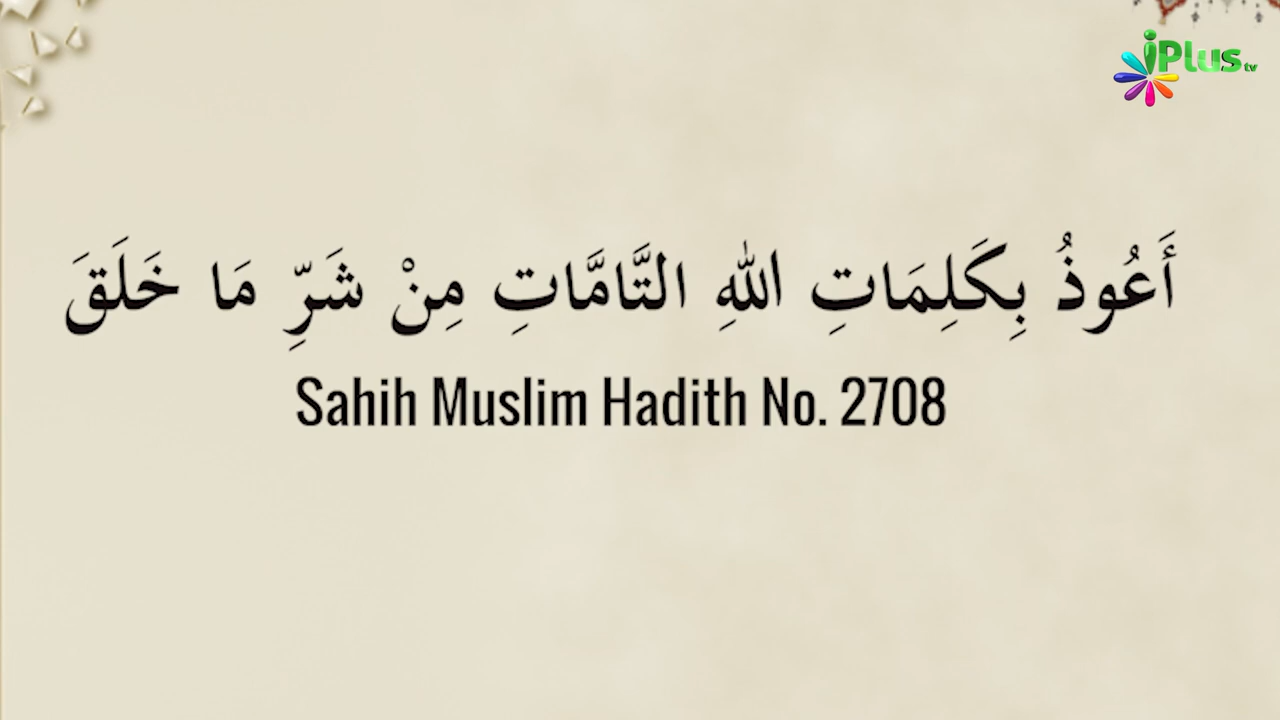 iPlus tv
أَعُوذُ بِكَلِمَاتِ اللهِ التَّامَّاتِ مِنْ شَرِّ مَا خَلَقَ
Sahih Muslim Hadith No. 2708